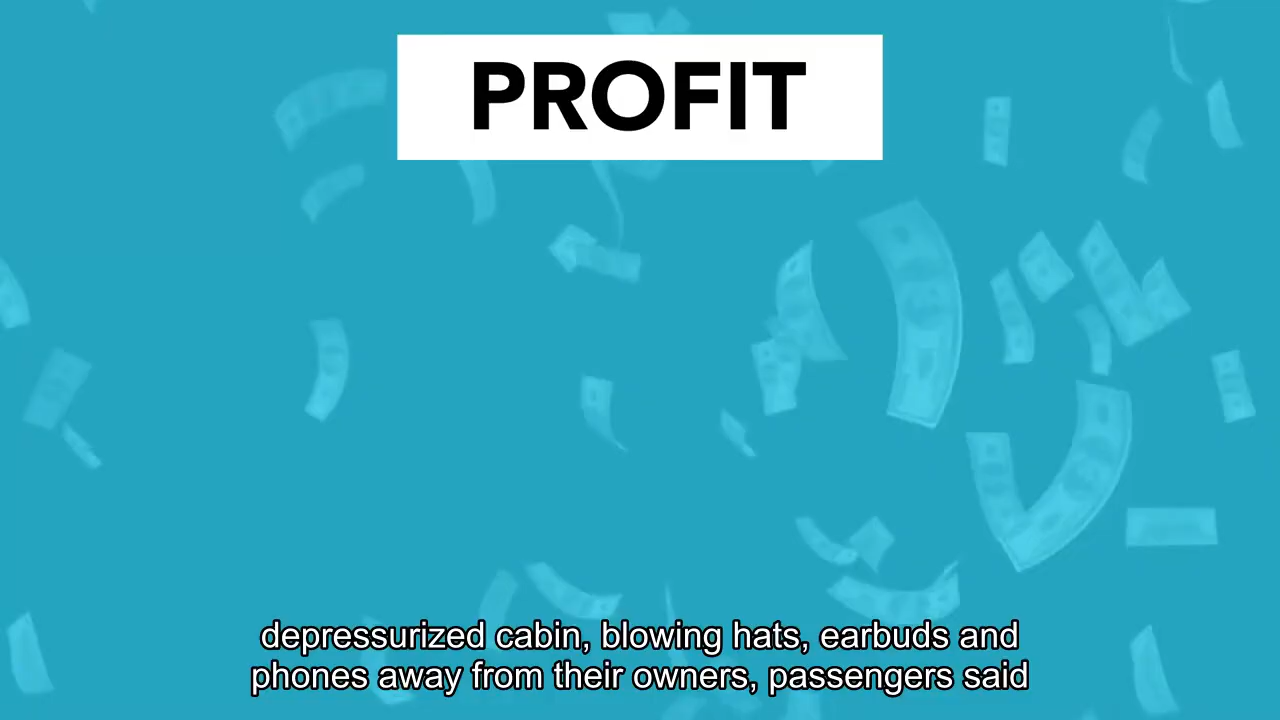 PROFIT
depressurized cabin, blowing hats, earbuds and
phones away from their owners, passengers said